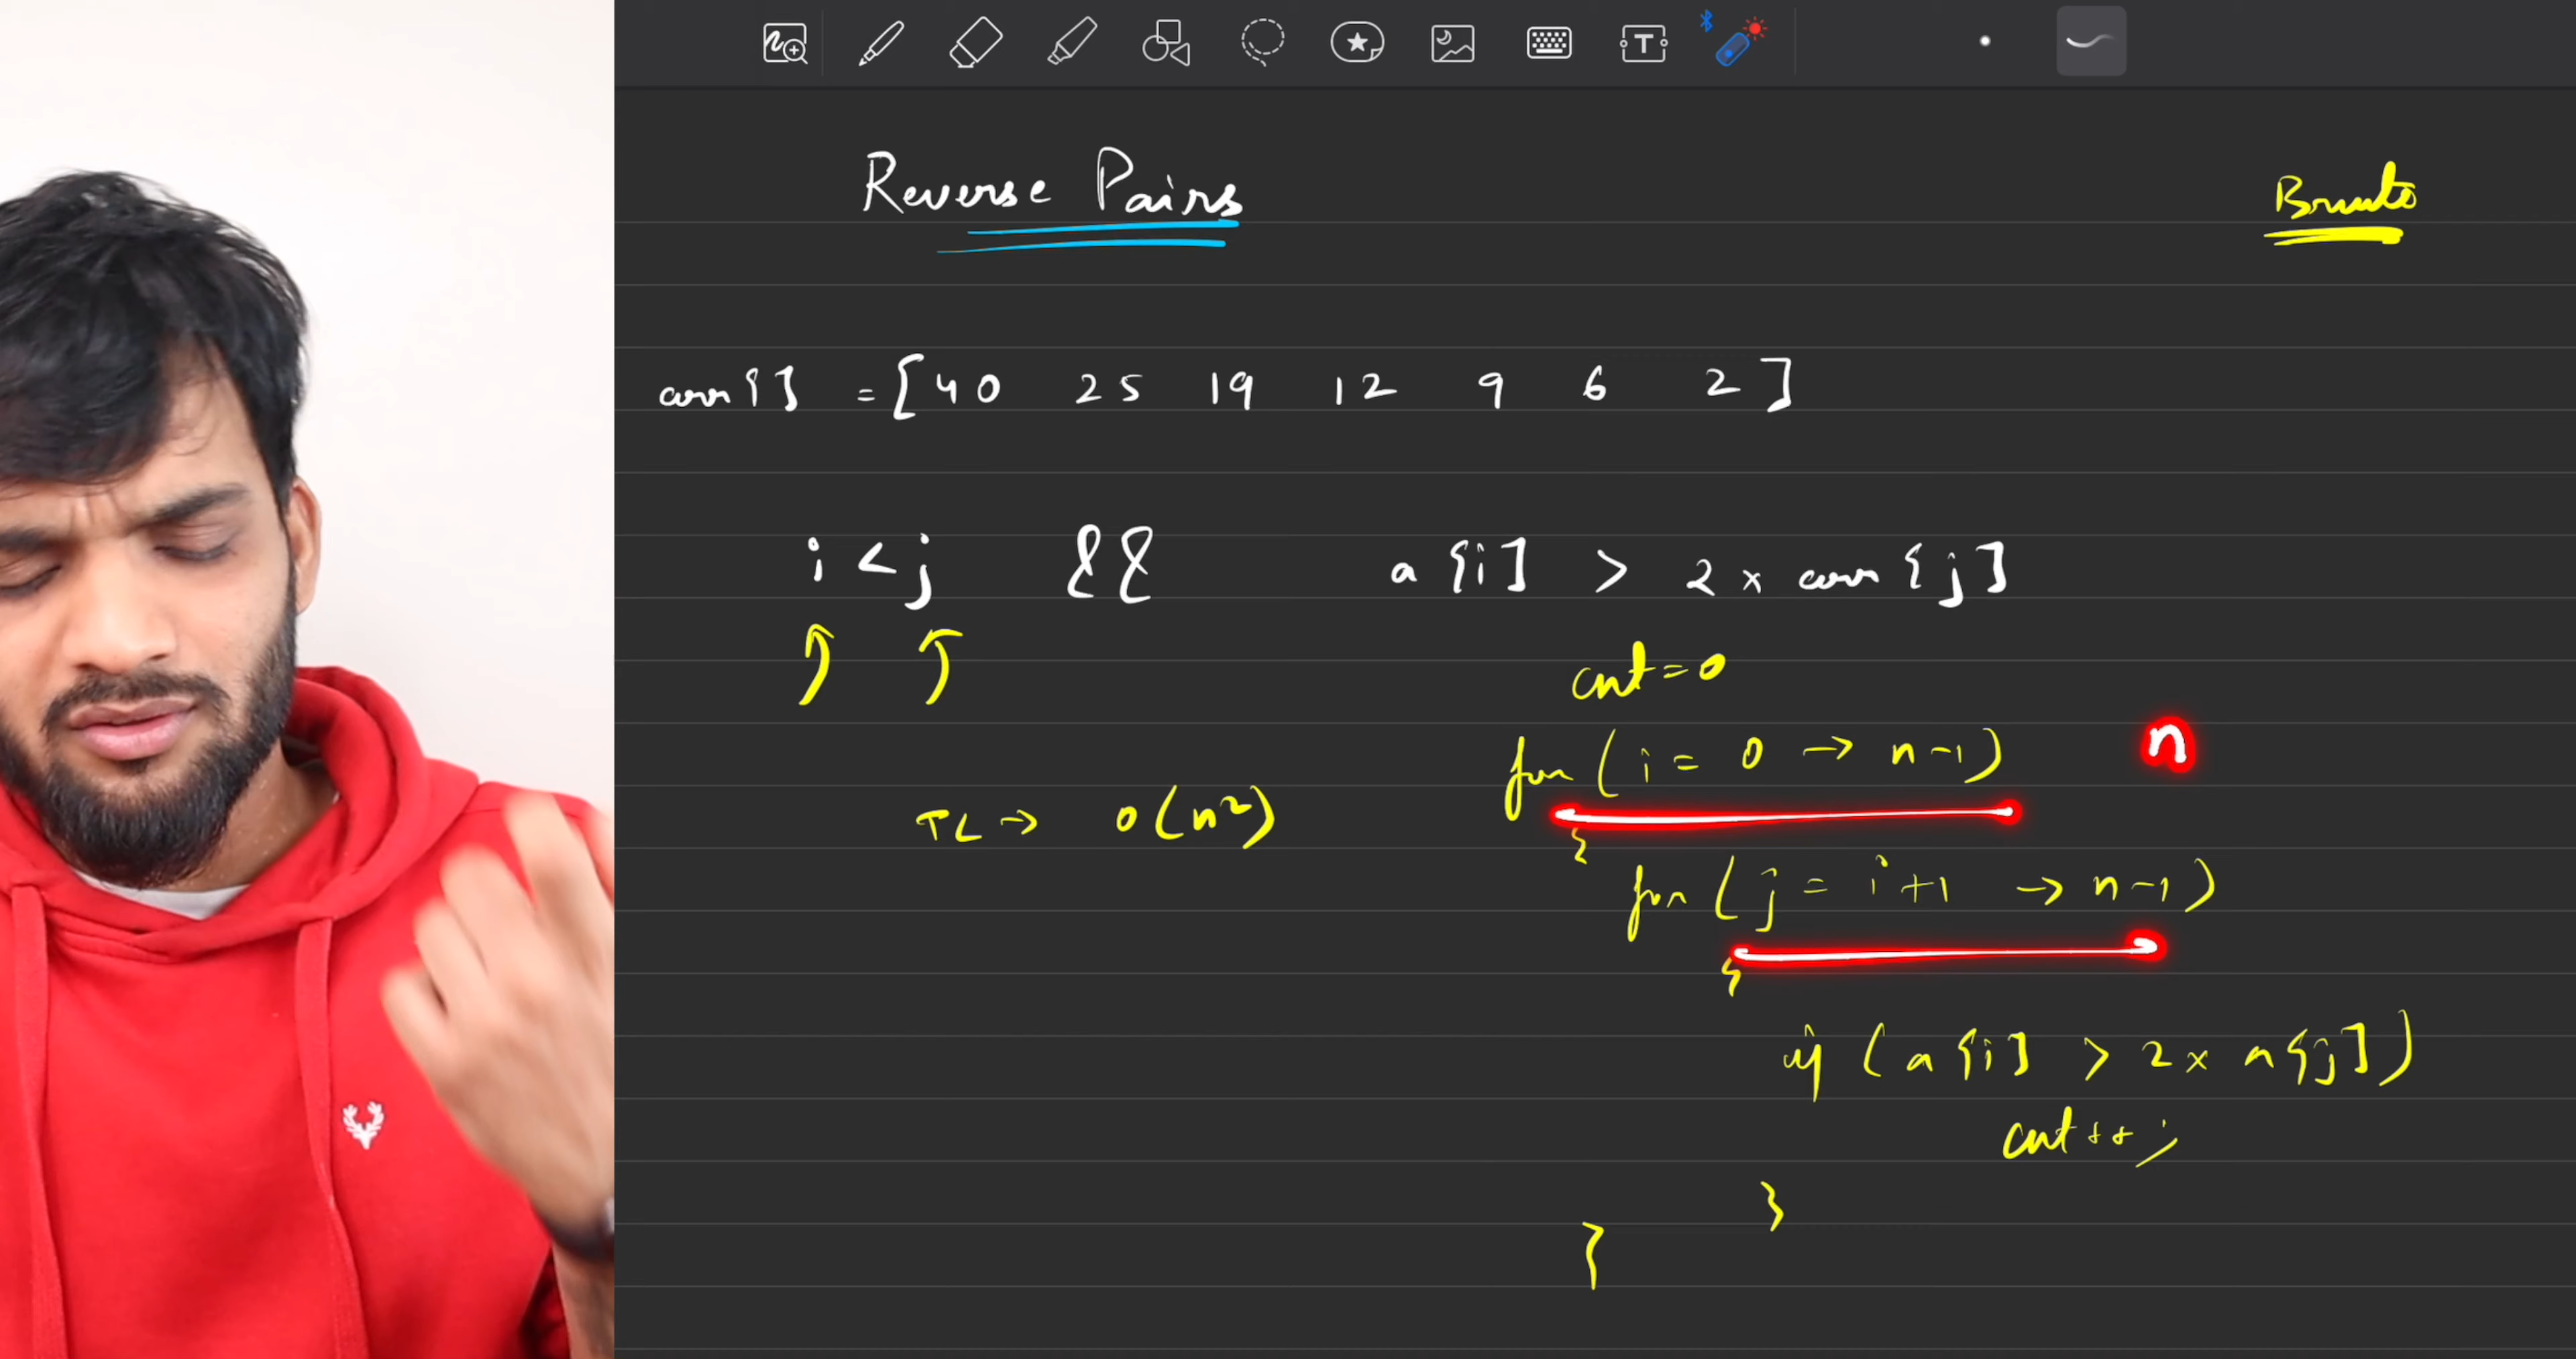 Reverse Pairs
Brute
arr[] = [40 25 19 12 9 6 2]
i < j && a[i] > 2 x arr[j]
cnt = 0
for (i = 0 → n-1) n
TC → O(n²)
{
for (j = i+1 → n-1)
{
if (a[i] > 2 x a[j])
cnt++;
}
}